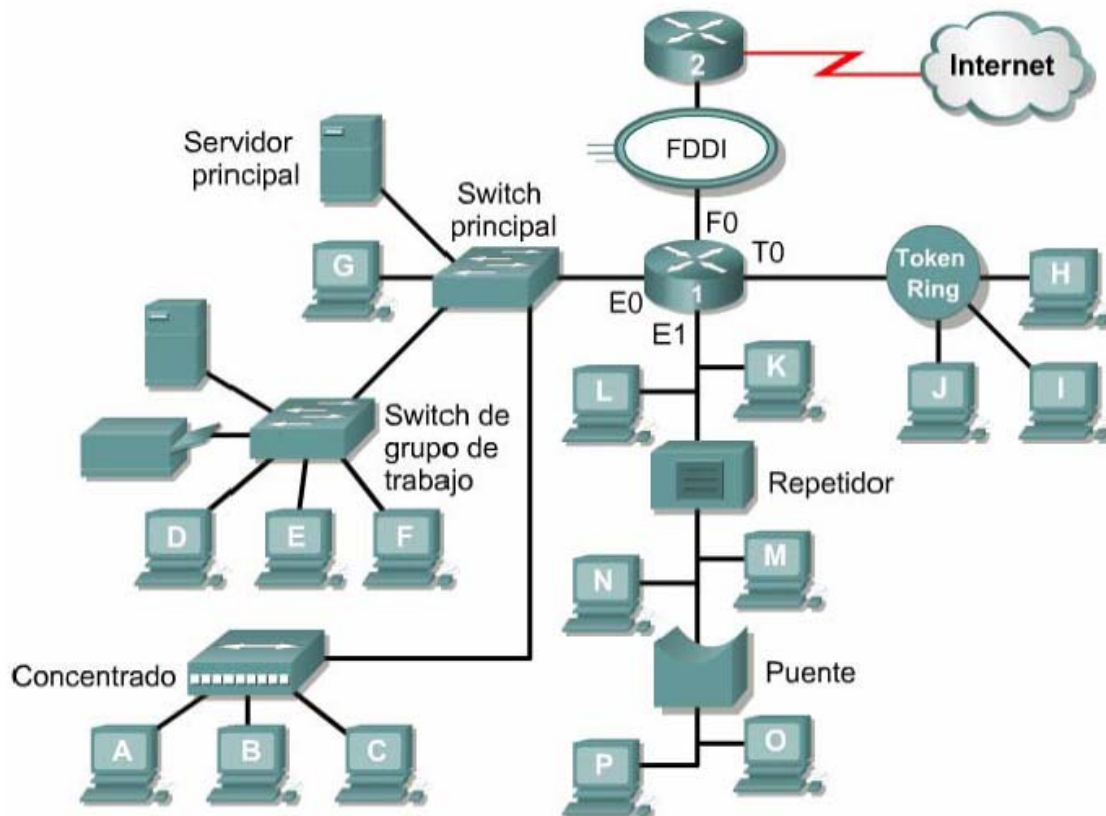 2
Internet
FDDI
Servidor
principal
Switch
principal
F0
T0
G
E0
1
E1
Token
Ring
H
K
L
J
I
Switch de
grupo de
trabajo
Repetidor
D
E
F
N
M
Concentrado
Puente
A
B
C
P
O